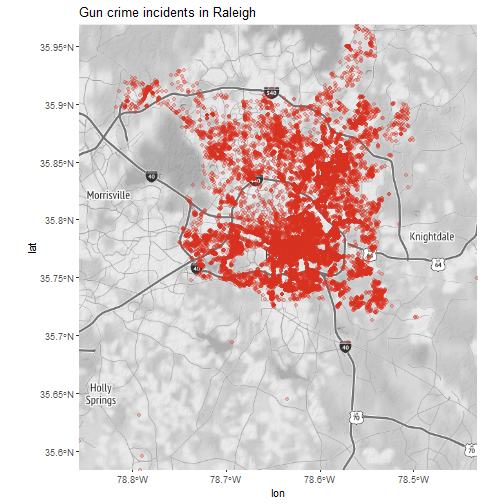 Gun crime incidents in Raleigh
35.95°N
35.9°N
35.85°N
35.8°N
35.75°N
35.7°N
35.65°N
35.6°N
lat
540
40
Morrisville
Knightdale
64
40
40
Holly
Springs
70
70
78.8°W
78.7°W
78.6°W
78.5°W
lon